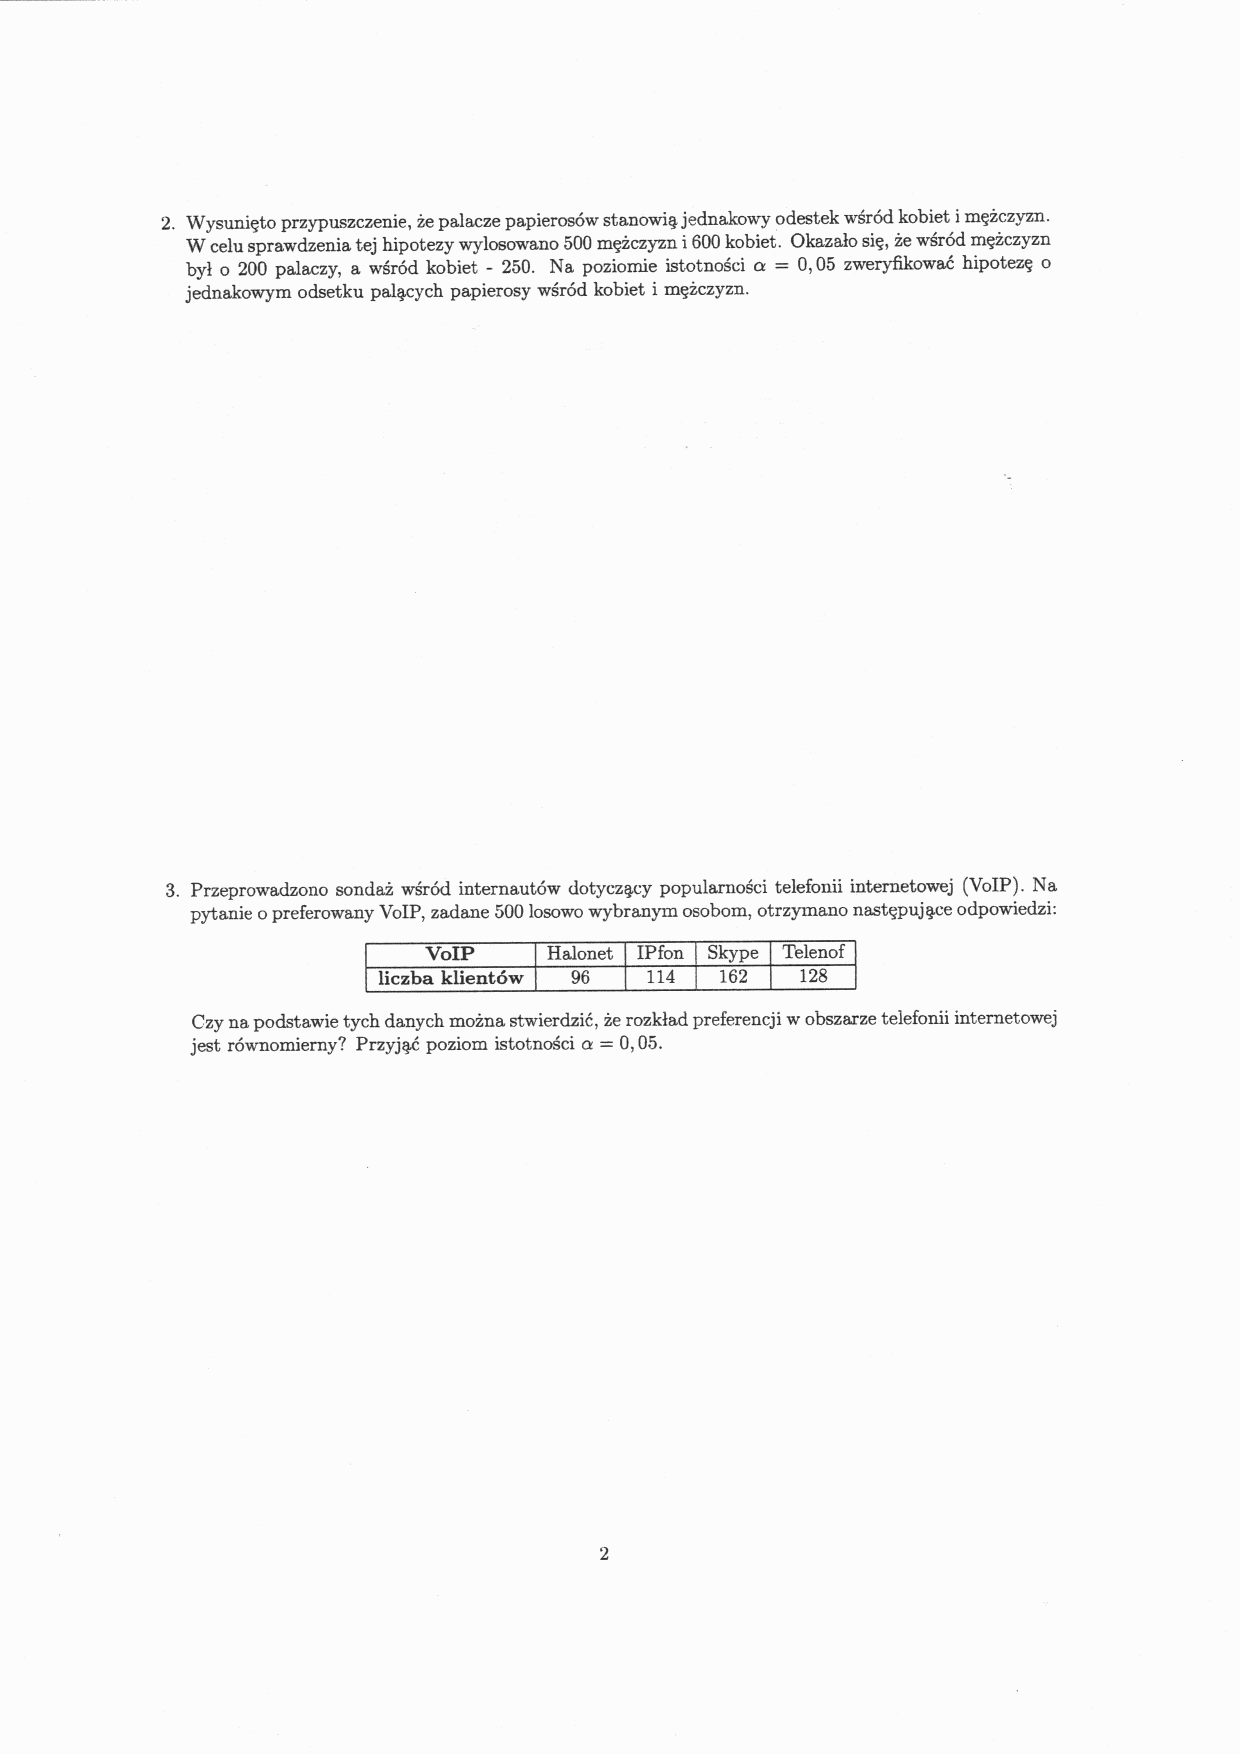 2. Wysunięto przypuszczenie, że palacze papierosów stanowią jednakowy odestek wśród kobiet i mężczyzn.
W celu sprawdzenia tej hipotezy wylosowano 500 mężczyzn i 600 kobiet. Okazało się, że wśród mężczyzn
był o 200 palaczy, a wśród kobiet - 250. Na poziomie istotności α = 0,05 zweryfikować hipotezę o
jednakowym odsetku palących papierosy wśród kobiet i mężczyzn.
3. Przeprowadzono sondaż wśród internautów dotyczący popularności telefonii internetowej (VoIP). Na
pytanie o preferowany VoIP, zadane 500 losowo wybranym osobom, otrzymano następujące odpowiedzi:
VoIP Halonet IPfon Skype Telenof
liczba klientów 96 114 162 128
Czy na podstawie tych danych można stwierdzić, że rozkład preferencji w obszarze telefonii internetowej
jest równomierny? Przyjąć poziom istotności α = 0,05.
2